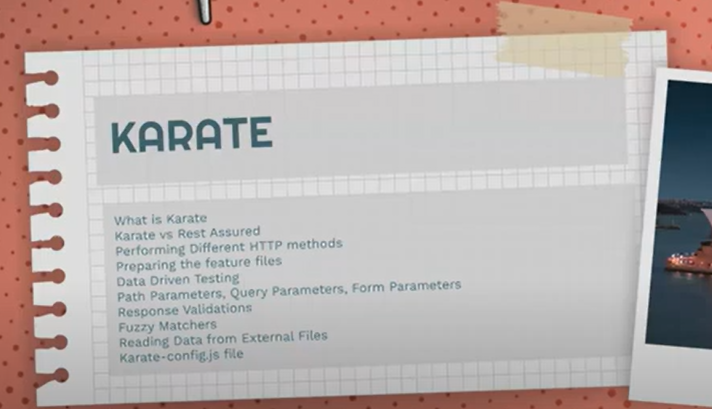 KARATE
What is Karate
Karate vs Rest Assured
Performing Different HTTP methods
Preparing the feature files
Data Driven Testing
Path Parameters, Query Parameters, Form Parameters
Response Validations
Fuzzy Matchers
Reading Data from External Files
Karate-config.js file